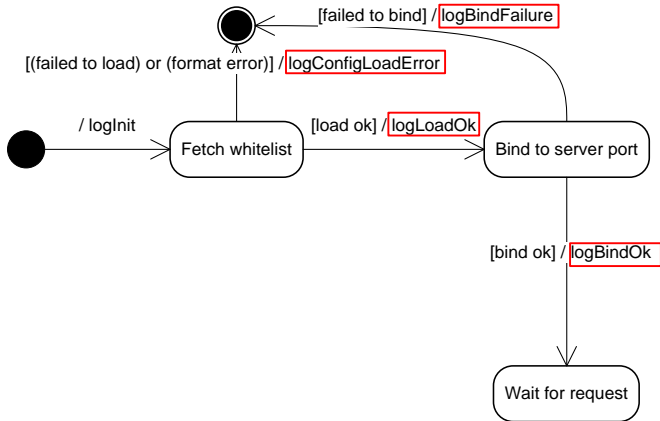 [failed to bind] / logBindFailure
[(failed to load) or (format error)] / logConfigLoadError
/ logInit
[load ok] / logLoadOk
Fetch whitelist
Bind to server port
[bind ok] / logBindOk
Wait for request